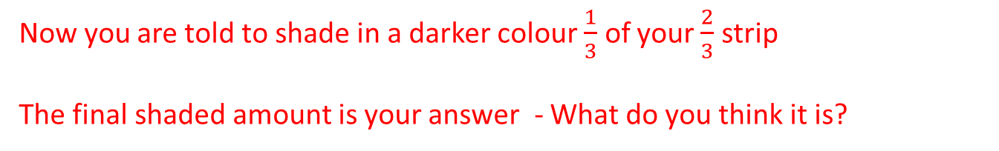 Now you are told to shade in a darker colour 1/3 of your 2/3 strip
The final shaded amount is your answer - What do you think it is?